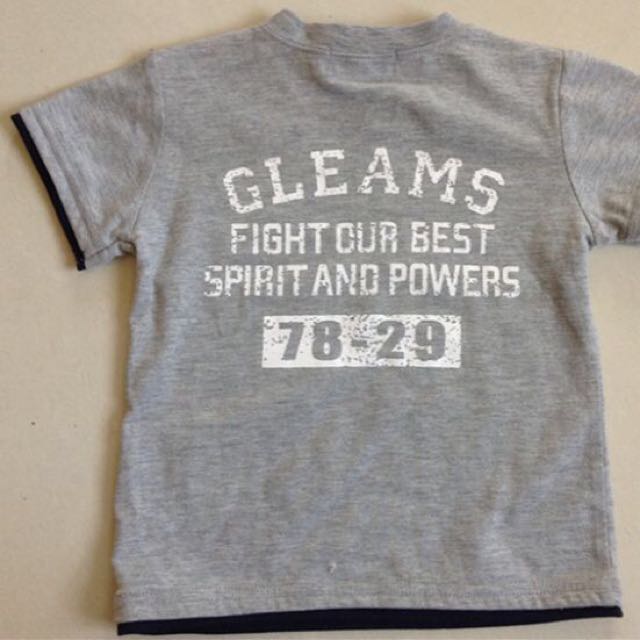 GLEAMS
FIGHT OUR BEST
SPIRIT AND POWERS
78-29